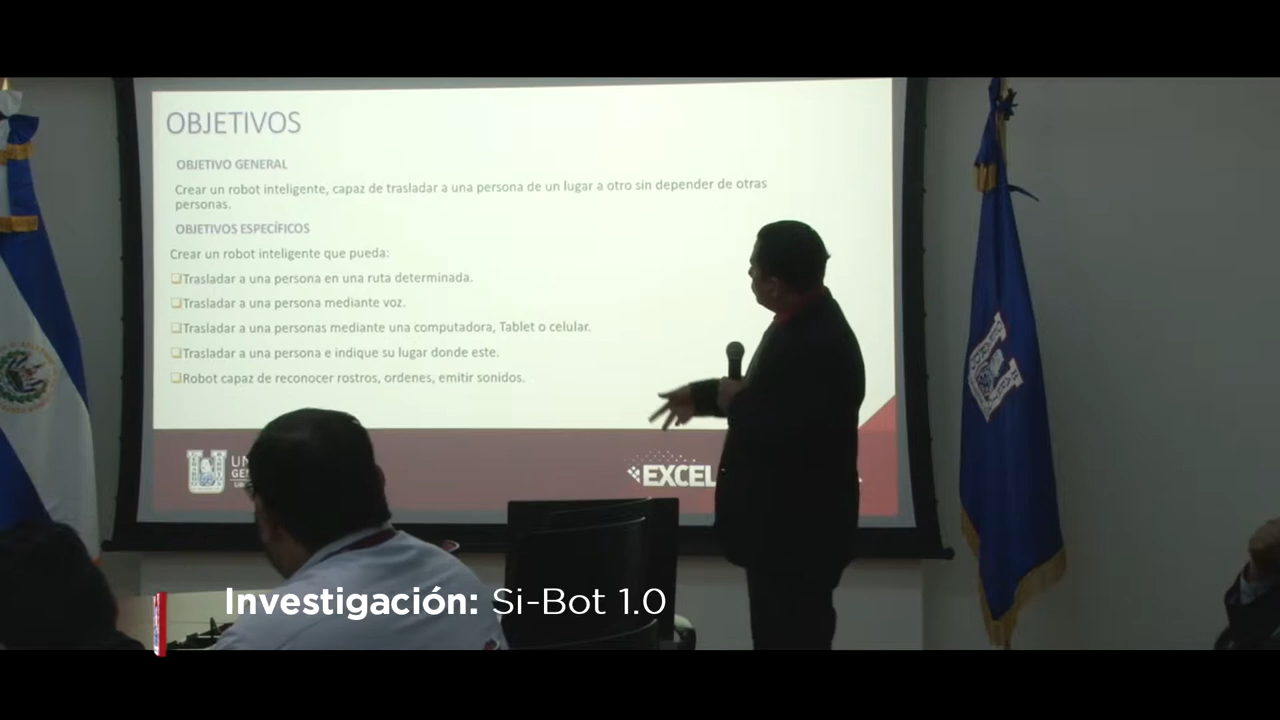 OBJETIVOS
OBJETIVO GENERAL
Crear un robot inteligente, capaz de trasladar a una persona de un lugar a otro sin depender de otras
personas.
OBJETIVOS ESPECÍFICOS
Crear un robot inteligente que pueda:
Trasladar a una persona en una ruta determinada.
Trasladar a una persona mediante voz.
Trasladar a una personas mediante una computadora, Tablet o celular.
Trasladar a una persona e indique su lugar donde este.
Robot capaz de reconocer rostros, ordenes, emitir sonidos.
EXCEL
Investigación: Si-Bot 1.0